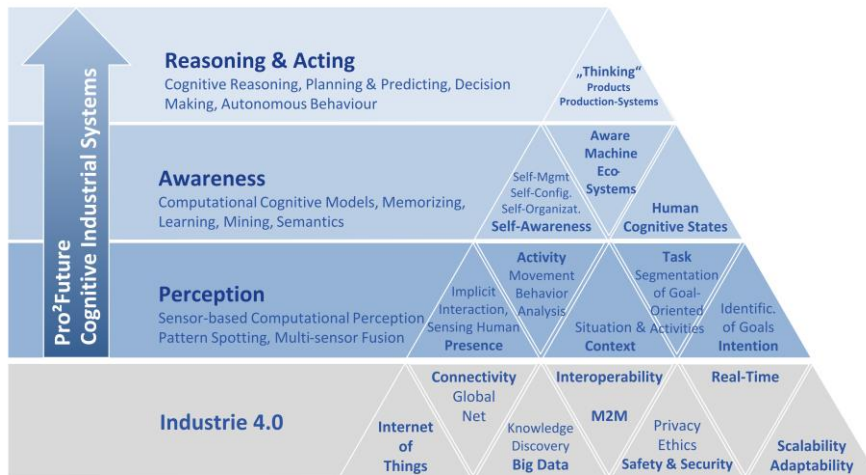 Pro²Future
Cognitive Industrial Systems
Reasoning & Acting
Cognitive Reasoning, Planning & Predicting, Decision
Making, Autonomous Behaviour
„Thinking“
Products
Production-Systems
Awareness
Computational Cognitive Models, Memorizing,
Learning, Mining, Semantics
Self-Mgmt
Self-Config.
Self-Organizat.
Self-Awareness
Aware
Machine
Eco-
Systems
Human
Cognitive States
Perception
Sensor-based Computational Perception
Pattern Spotting, Multi-sensor Fusion
Implicit
Interaction,
Sensing Human
Presence
Activity
Movement
Behavior
Analysis
Situation &
Context
Task
Segmentation
of Goal-
Oriented
Activities
Identific.
of Goals
Intention
Industrie 4.0
Internet
of
Things
Connectivity
Global
Net
Knowledge
Discovery
Big Data
Interoperability
M2M
Privacy
Ethics
Safety & Security
Real-Time
Scalability
Adaptability